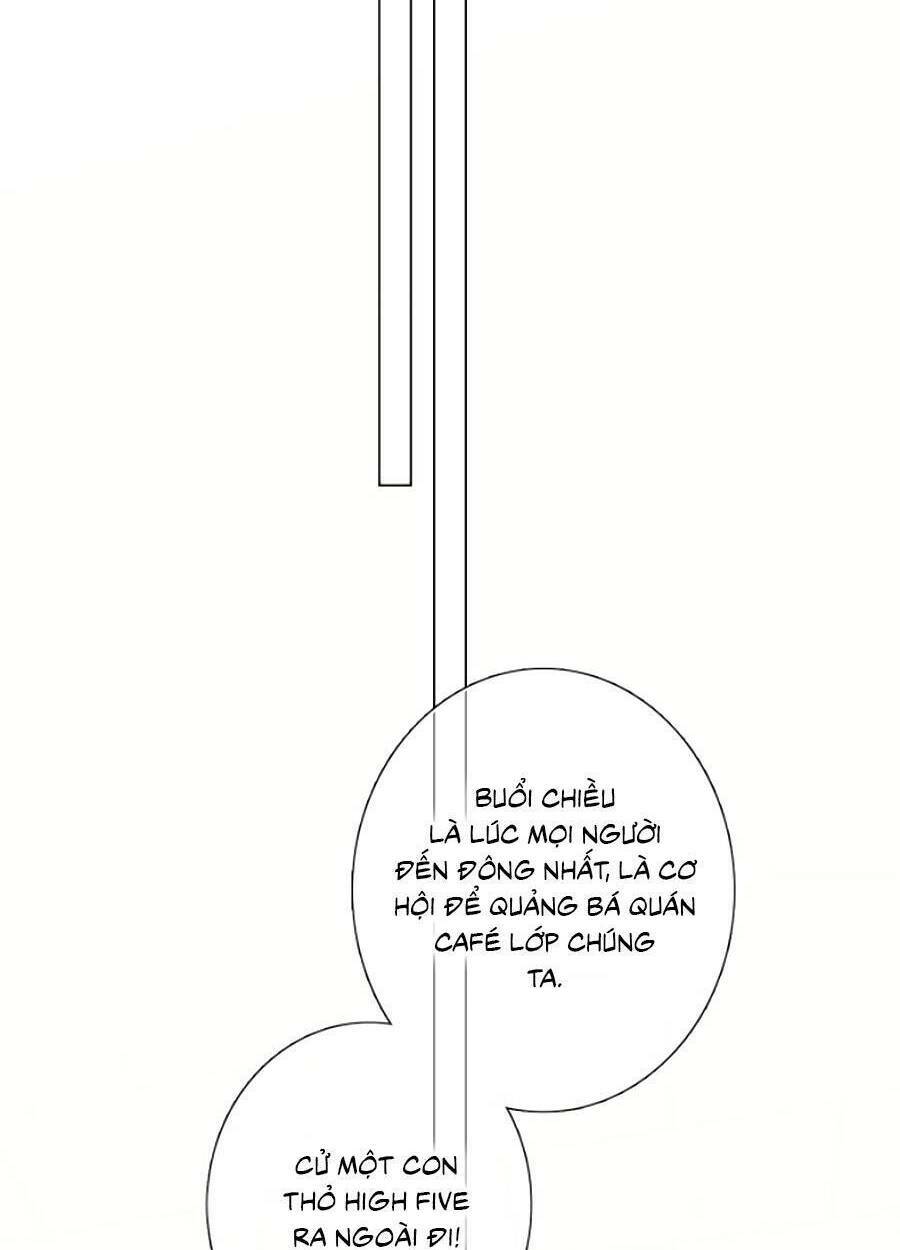 BUỔI CHIỀU
LÀ LÚC MỌI NGƯỜI
ĐẾN ĐÔNG NHẤT, LÀ CƠ
HỘI ĐỂ QUẢNG BÁ QUÁN
CAFÉ LỚP CHÚNG
TA.
CỬ MỘT CON
THỎ HIGH FIVE
RA NGOÀI ĐI!